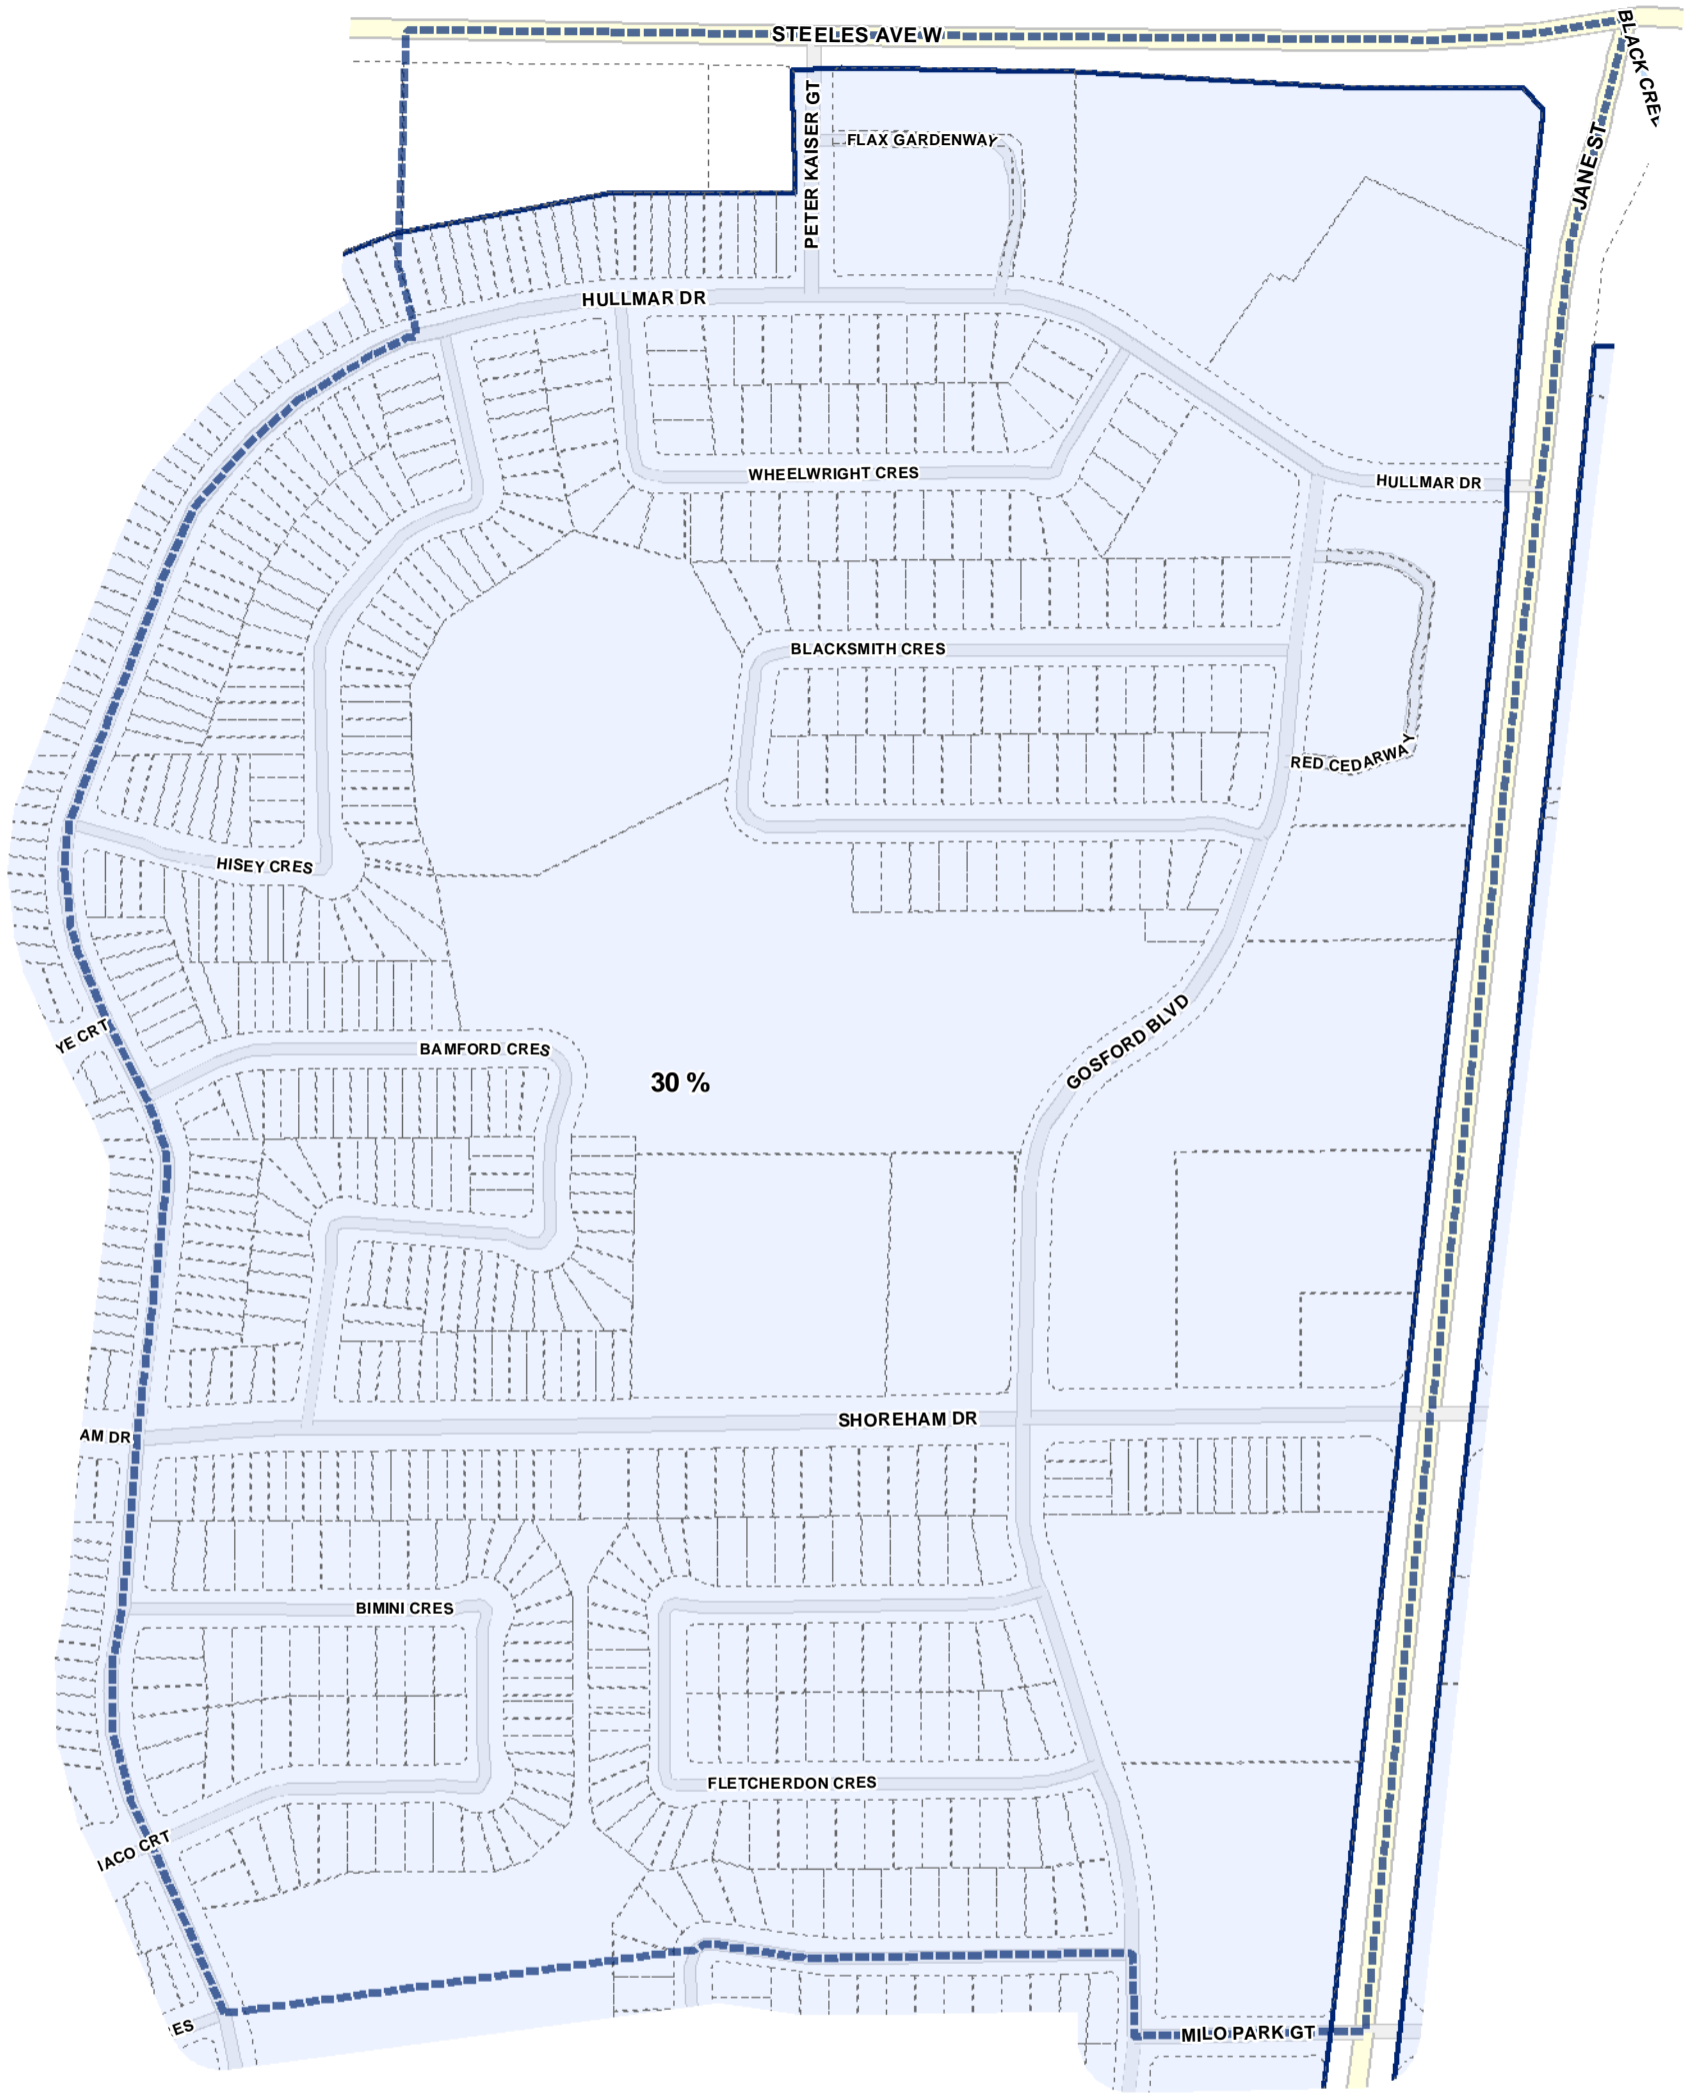 STEELES AVE W
BLACK CREE
PETER KAISER GT
FLAX GARDENWAY
JANE ST
HULLMAR DR
WHEELWRIGHT CRES
HULLMAR DR
BLACKSMITH CRES
RED CEDARWAY
HISEY CRES
GOSFORD BLVD
YE CRT
BAMFORD CRES
30 %
SHOREHAM DR
AM DR
BIMINI CRES
FLETCHERDON CRES
IACO CRT
ES
MILO PARK GT